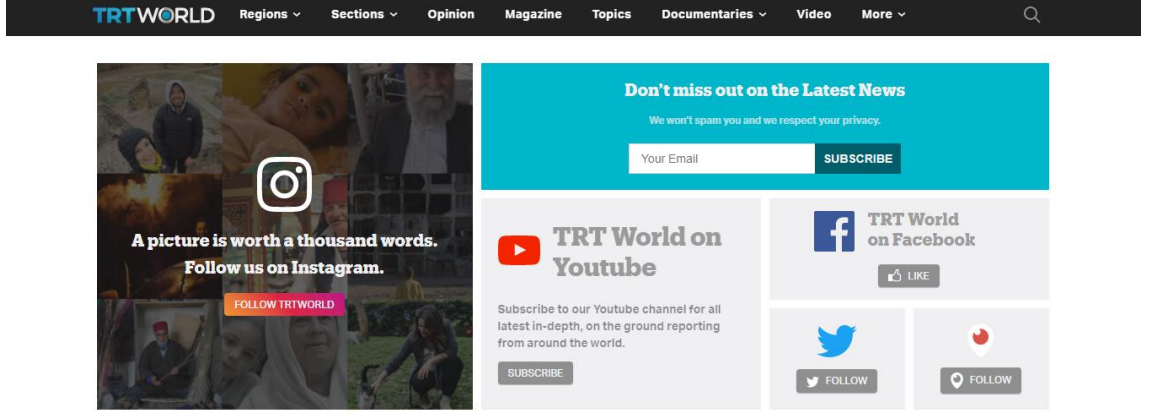 TRTWORLD Regions Sections Opinion Magazine Topics Documentaries Video More
A picture is worth a thousand words.
Follow us on Instagram.
FOLLOW TRTWORLD
Don't miss out on the Latest News
We won't spam you and we respect your privacy.
Your Email SUBSCRIBE
TRT World on
Youtube
Subscribe to our Youtube channel for all
latest in-depth, on the ground reporting
from around the world.
SUBSCRIBE
TRT World
on Facebook
LIKE
FOLLOW
FOLLOW